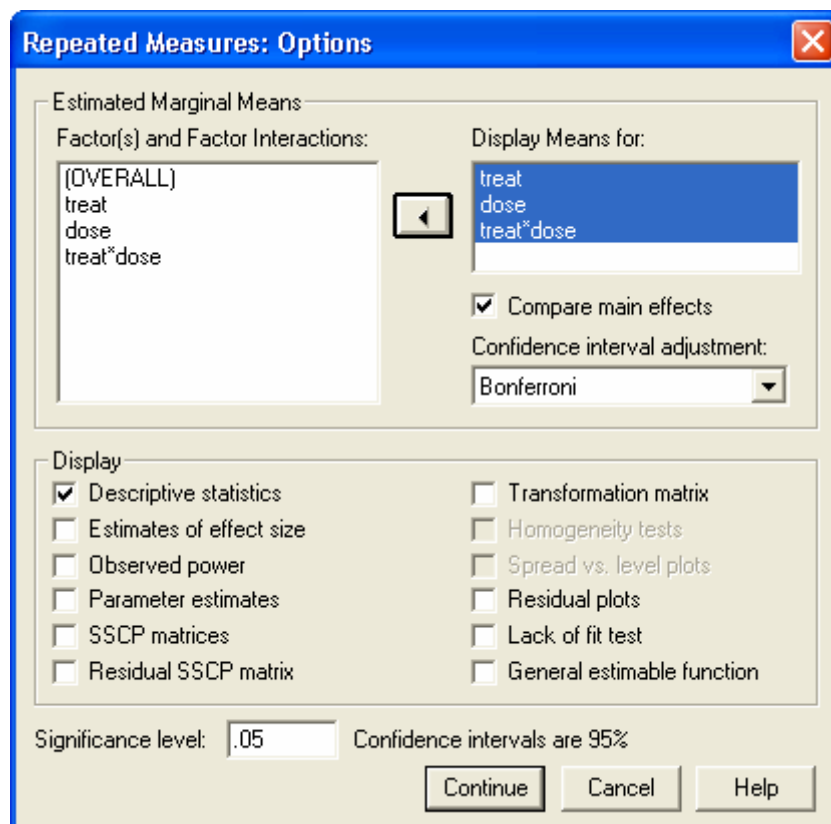 Repeated Measures: Options
Estimated Marginal Means
Factor(s) and Factor Interactions:
(OVERALL)
treat
dose
treat*dose
Display Means for:
treat
dose
treat*dose
Compare main effects
Confidence interval adjustment:
Bonferroni
Display
Descriptive statistics
Estimates of effect size
Observed power
Parameter estimates
SSCP matrices
Residual SSCP matrix
Transformation matrix
Homogeneity tests
Spread vs. level plots
Residual plots
Lack of fit test
General estimable function
Significance level: .05 Confidence intervals are 95%
Continue Cancel Help